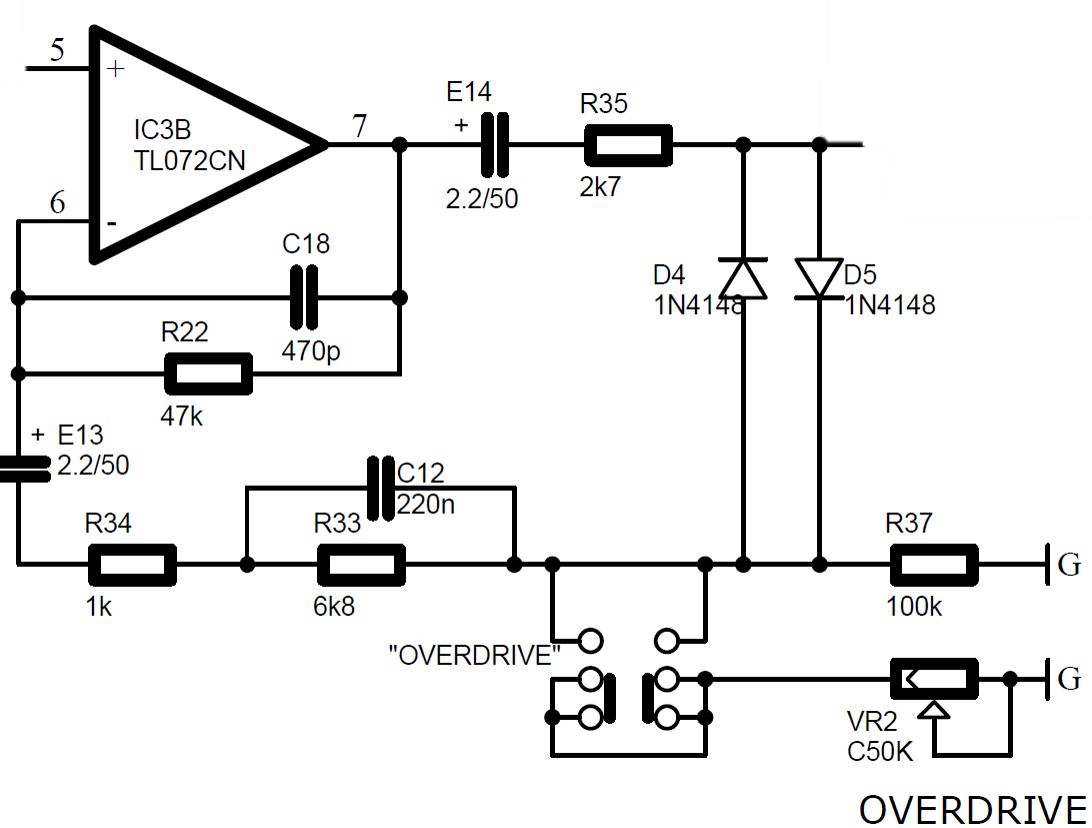 5
+
IC3B
TL072CN
7
6
-
E14
+
2.2/50
R35
2k7
C18
470p
R22
47k
D4
1N4148
D5
1N4148
+ E13
2.2/50
C12
220n
R34
1k
R33
6k8
R37
100k
G
"OVERDRIVE"
G
VR2
C50K
OVERDRIVE